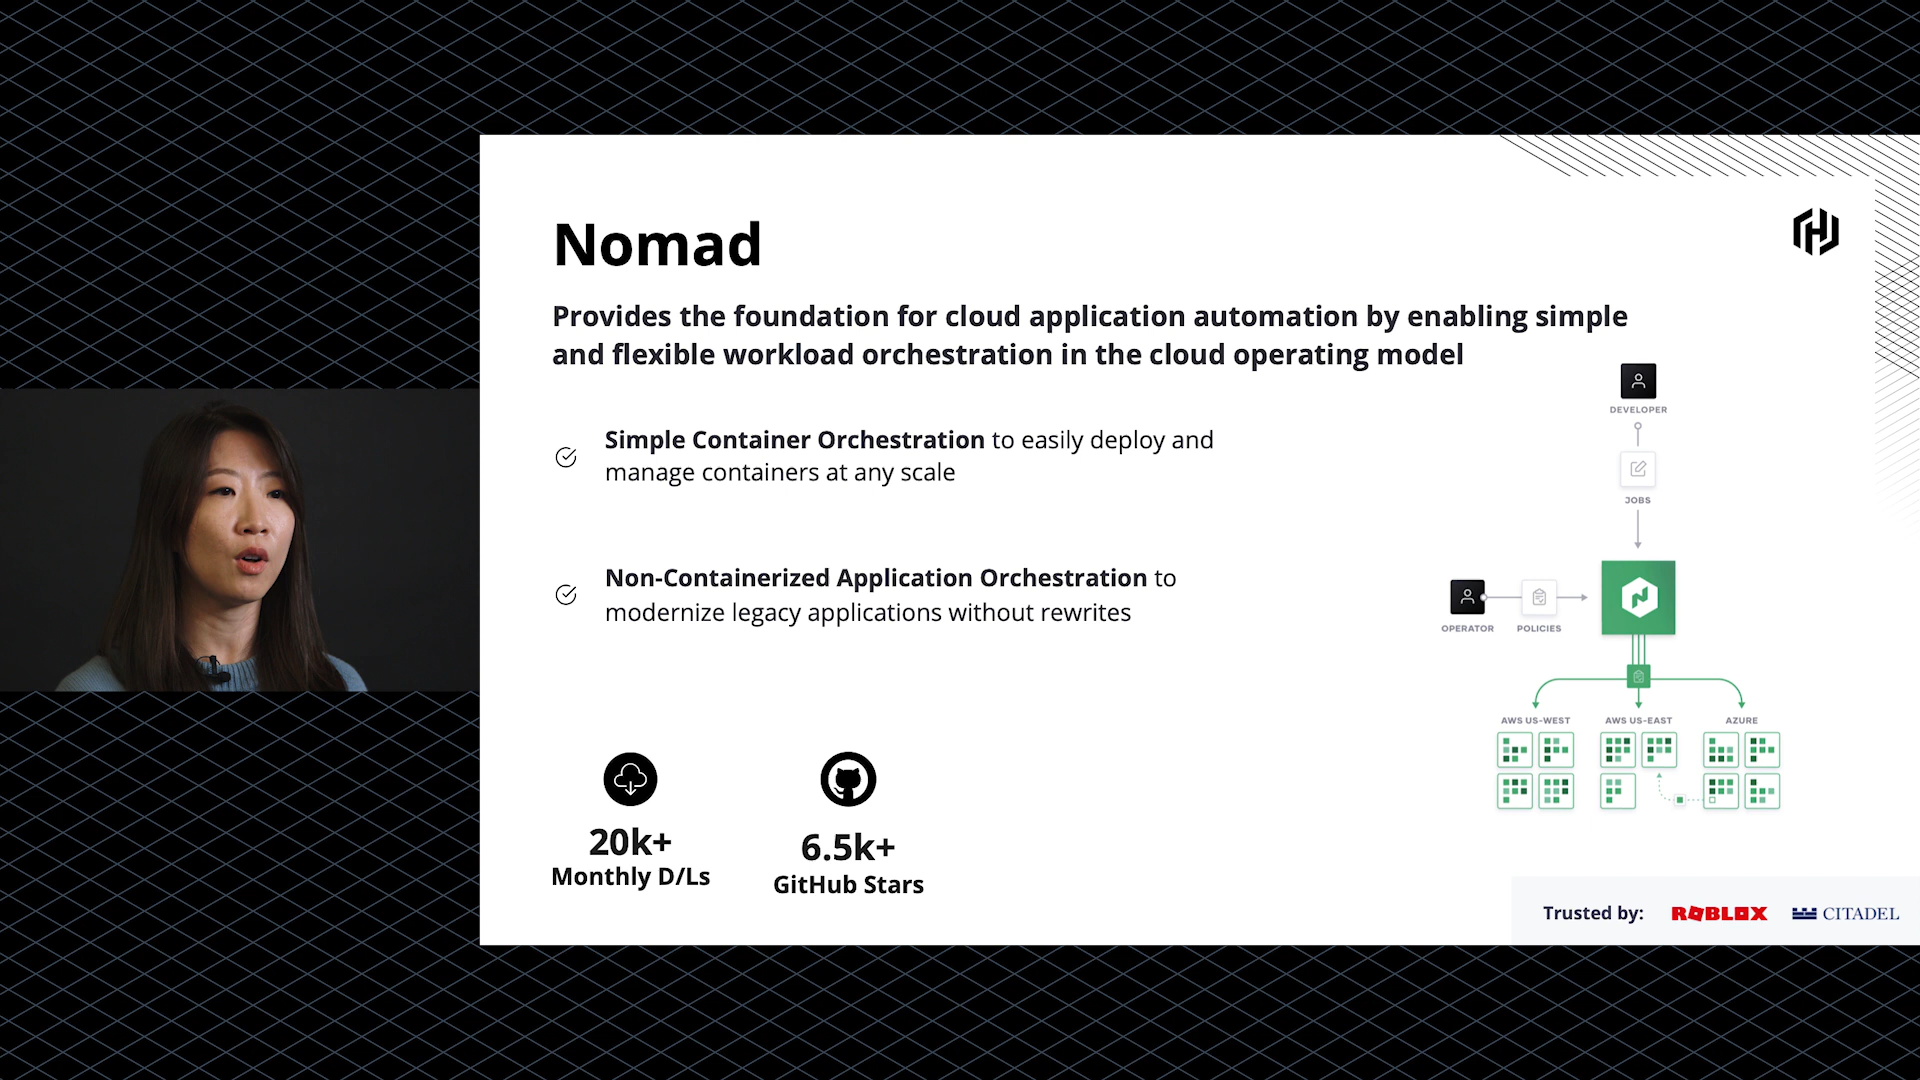 Nomad
Provides the foundation for cloud application automation by enabling simple
and flexible workload orchestration in the cloud operating model
Simple Container Orchestration to easily deploy and
manage containers at any scale
Non-Containerized Application Orchestration to
modernize legacy applications without rewrites
20k+
Monthly D/Ls
6.5k+
GitHub Stars
DEVELOPER
JOBS
OPERATOR
POLICIES
AWS US-WEST
AWS US-EAST
AZURE
Trusted by:
ROBLOX
CITADEL